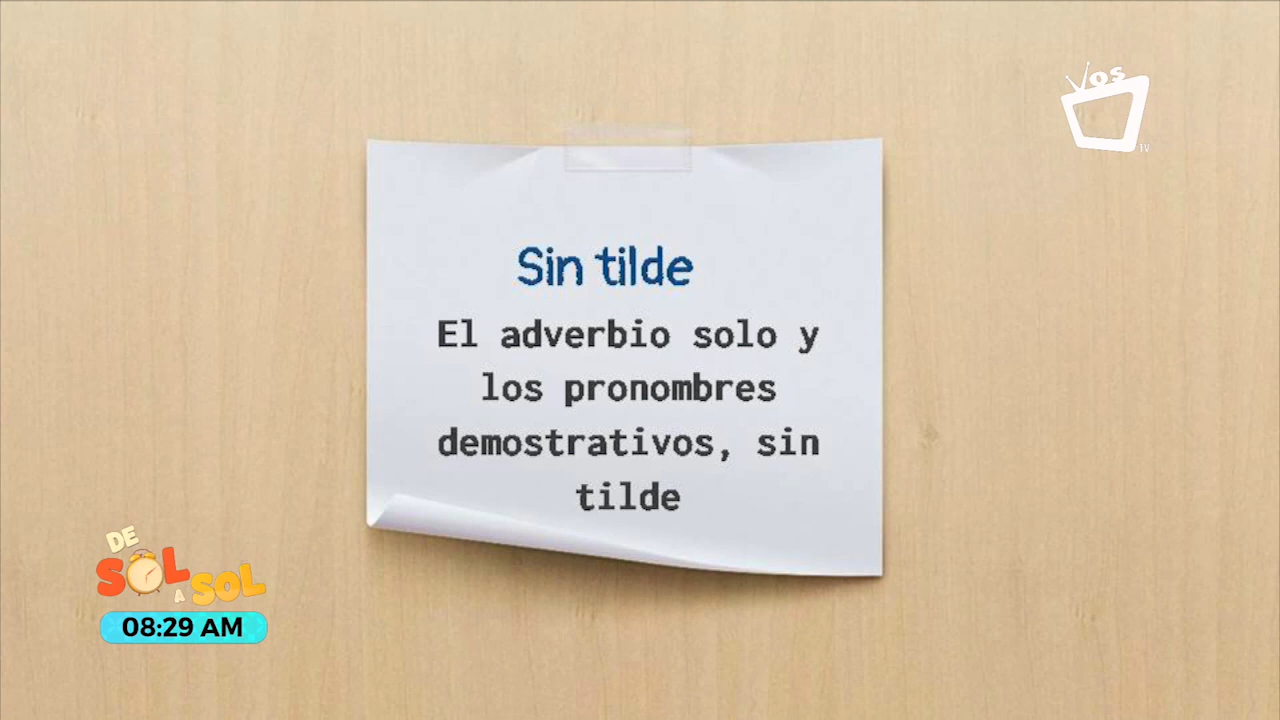 VOS
TV
Sin tilde
El adverbio solo y
los pronombres
demostrativos, sin
tilde
DE
SOL
A SOL
08:29 AM